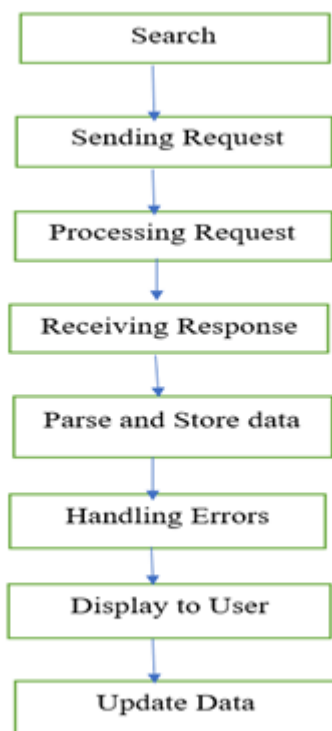 Search
Sending Request
Processing Request
Receiving Response
Parse and Store data
Handling Errors
Display to User
Update Data